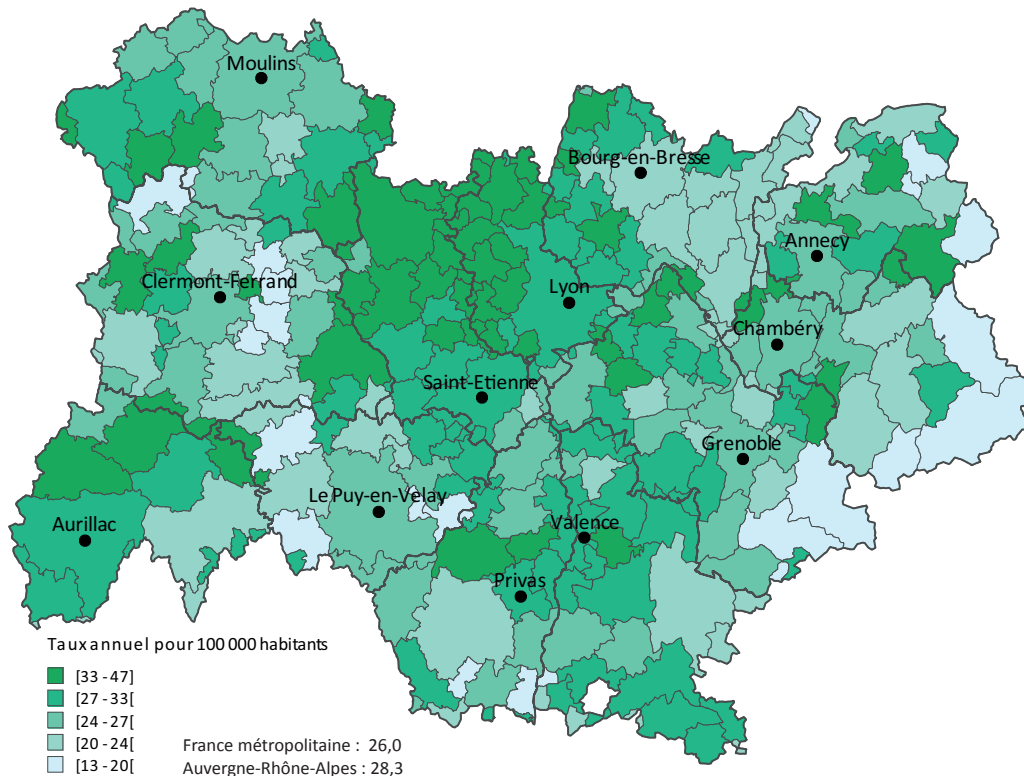 Moulins
Bourg-en-Bresse
Annecy
Clermont-Ferrand
Lyon
Chambéry
Saint-Etienne
Grenoble
Le Puy-en-Velay
Aurillac
Valence
Privas
Taux annuel pour 100 000 habitants
[33 - 47]
[27 - 33[
[24 - 27[
[20 - 24[
[13 - 20[
France métropolitaine : 26,0
Auvergne-Rhône-Alpes : 28,3